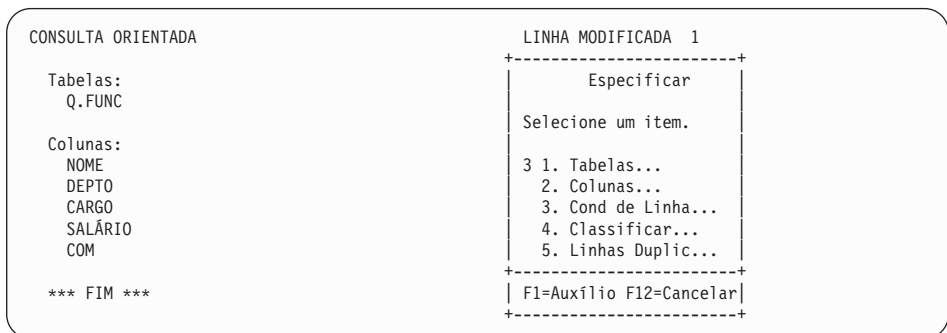 CONSULTA ORIENTADA LINHA MODIFICADA 1
+-------------------------+
Tabelas: | Especificar |
Q.FUNC | |
| Selecione um item. |
Colunas: | |
NOME | 3 1. Tabelas... |
DEPTO | 2. Colunas... |
CARGO | 3. Cond de Linha... |
SALÁRIO | 4. Classificar... |
COM | 5. Linhas Duplic... |
+-------------------------+
*** FIM *** | F1=Auxílio F12=Cancelar|
+-------------------------+